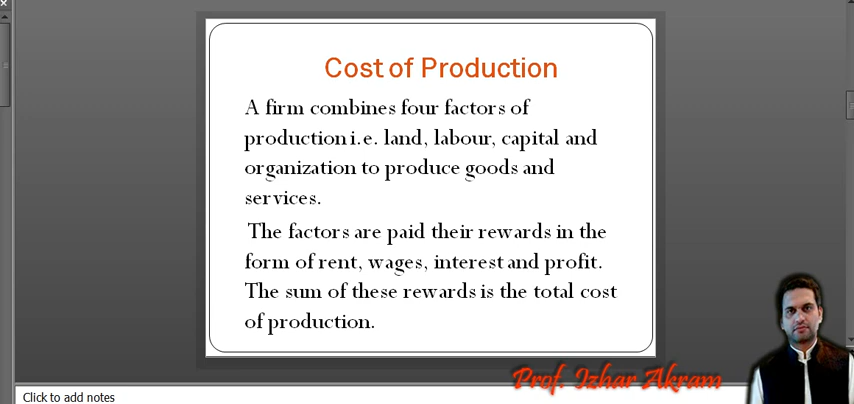 Cost of Production
A firm combines four factors of
production i.e. land, labour, capital and
organization to produce goods and
services.
The factors are paid their rewards in the
form of rent, wages, interest and profit.
The sum of these rewards is the total cost
of production.
Prof. Izhar Akram
Click to add notes